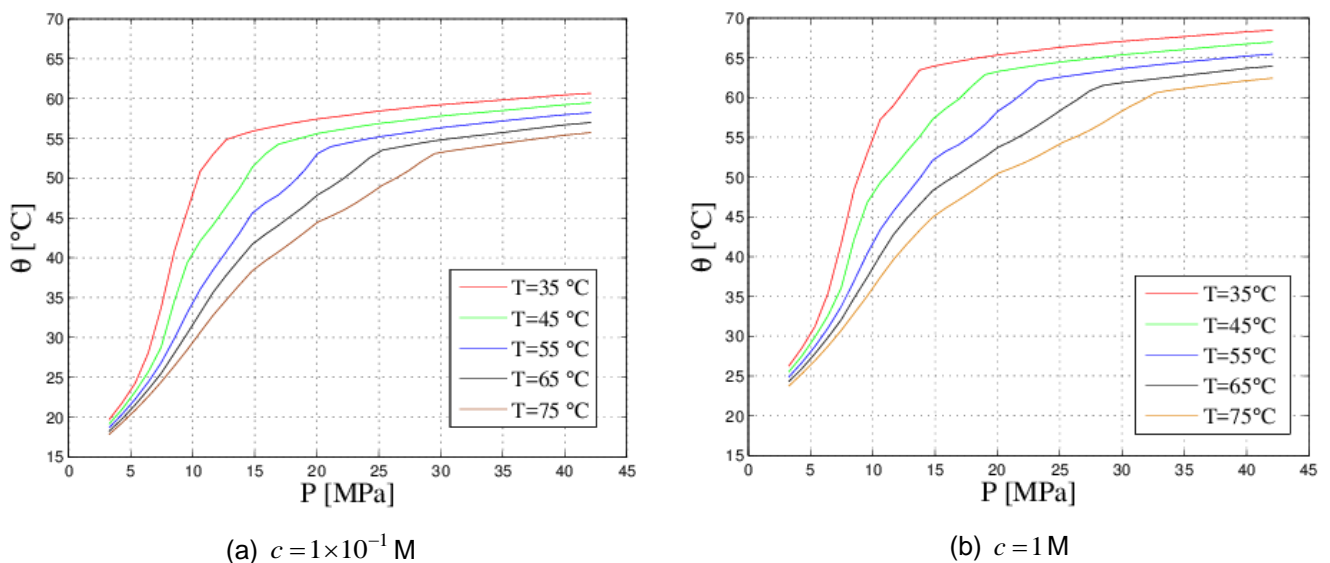 70
65
60
55
50
45
40
35
30
25
20
15
θ [°C]
0 5 10 15 20 25 30 35 40 45
P [MPa]
T=35 °C
T=45 °C
T=55 °C
T=65 °C
T=75 °C
(a) c = 1×10⁻¹ M
70
65
60
55
50
45
40
35
30
25
20
15
θ [°C]
0 5 10 15 20 25 30 35 40 45
P [MPa]
T=35°C
T=45°C
T=55°C
T=65°C
T=75°C
(b) c = 1 M